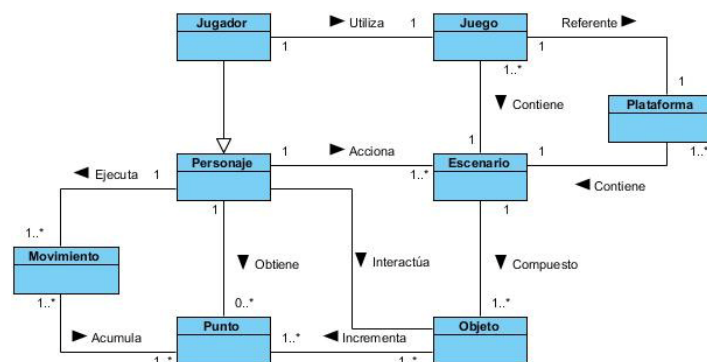 Jugador
Utiliza
1
1
Juego
1
Referente
1..*
1
Contiene
Plataforma
1..*
1
Personaje
1
Acciona
1..*
Escenario
1
Contiene
1
1
Ejecuta
1
1..*
Movimiento
1..*
Obtiene
Interactúa
Compuesto
0..*
1..*
Acumula
1..*
Punto
1..*
Incrementa
1..*
Objeto